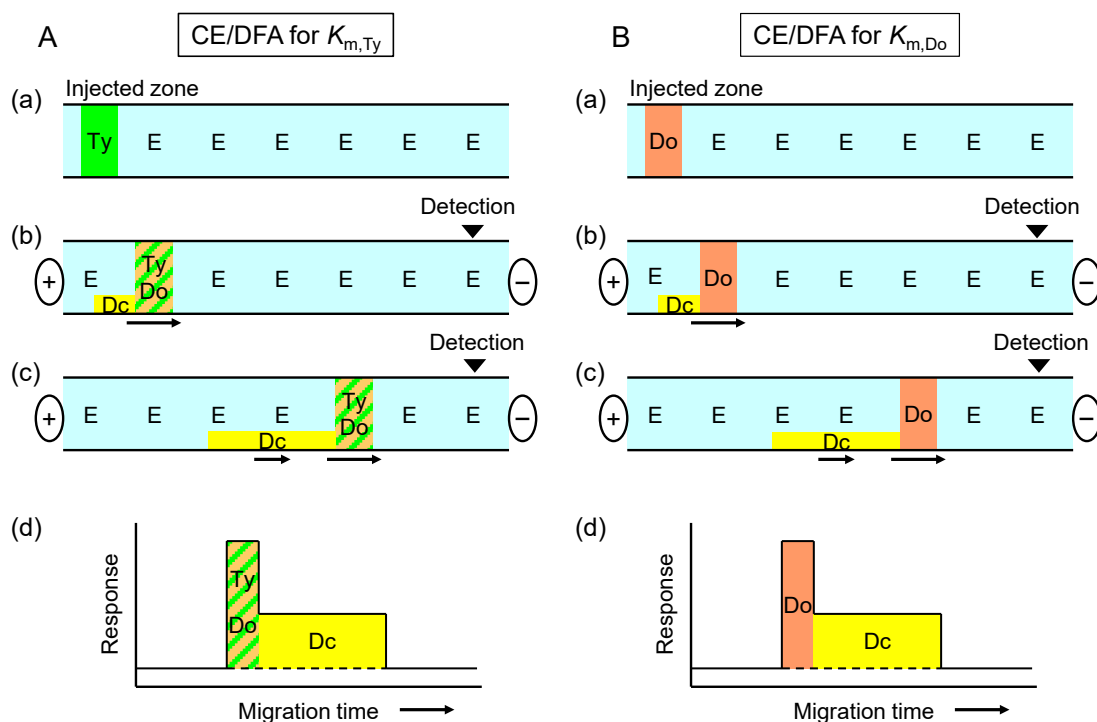 A
CE/DFA for Km,Ty
(a)
Injected zone
Ty E E E E E E
Detection
(b)
+ E Ty E E E E E −
Do
Dc
Detection
(c)
+ E E E E Ty E E −
Do
Dc
(d)
Response
Ty
Do
Dc
Migration time
B
CE/DFA for Km,Do
(a)
Injected zone
Do E E E E E E
Detection
(b)
+ E Do E E E E E −
Dc
Detection
(c)
+ E E E E Do E E −
Dc
(d)
Response
Do
Dc
Migration time